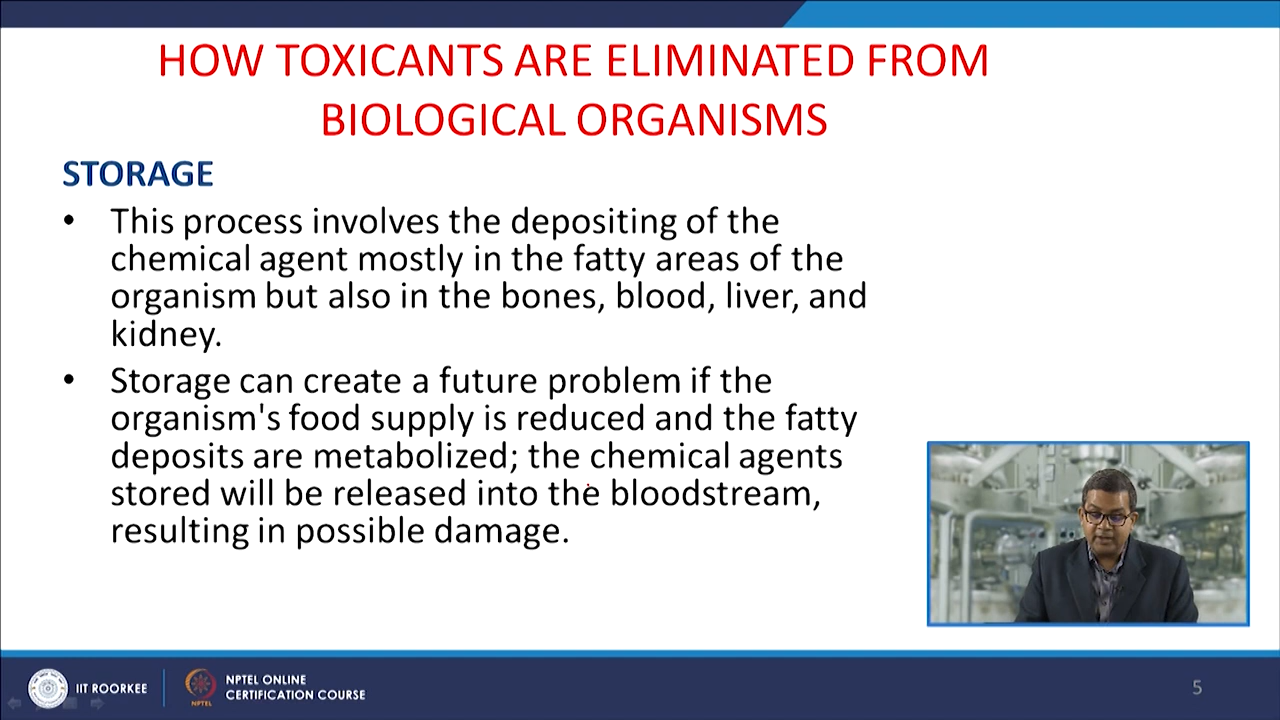 HOW TOXICANTS ARE ELIMINATED FROM
BIOLOGICAL ORGANISMS
STORAGE
• This process involves the depositing of the
chemical agent mostly in the fatty areas of the
organism but also in the bones, blood, liver, and
kidney.
• Storage can create a future problem if the
organism's food supply is reduced and the fatty
deposits are metabolized; the chemical agents
stored will be released into the bloodstream,
resulting in possible damage.
IIT ROORKEE
NPTEL
NPTEL ONLINE
CERTIFICATION COURSE
5